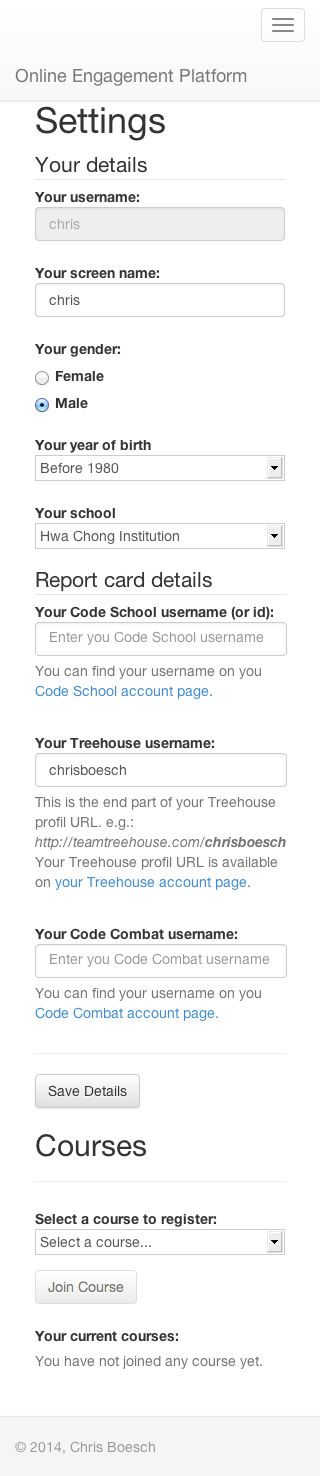 Online Engagement Platform
Settings
Your details
Your username:
chris
Your screen name:
chris
Your gender:
Female
Male
Your year of birth
Before 1980
Your school
Hwa Chong Institution
Report card details
Your Code School username (or id):
Enter you Code School username
You can find your username on you
Code School account page.
Your Treehouse username:
chrisboesch
This is the end part of your Treehouse
profil URL. e.g.:
http://teamtreehouse.com/chrisboesch
Your Treehouse profil URL is available
on your Treehouse account page.
Your Code Combat username:
Enter you Code Combat username
You can find your username on you
Code Combat account page.
Save Details
Courses
Select a course to register:
Select a course...
Join Course
Your current courses:
You have not joined any course yet.
© 2014, Chris Boesch